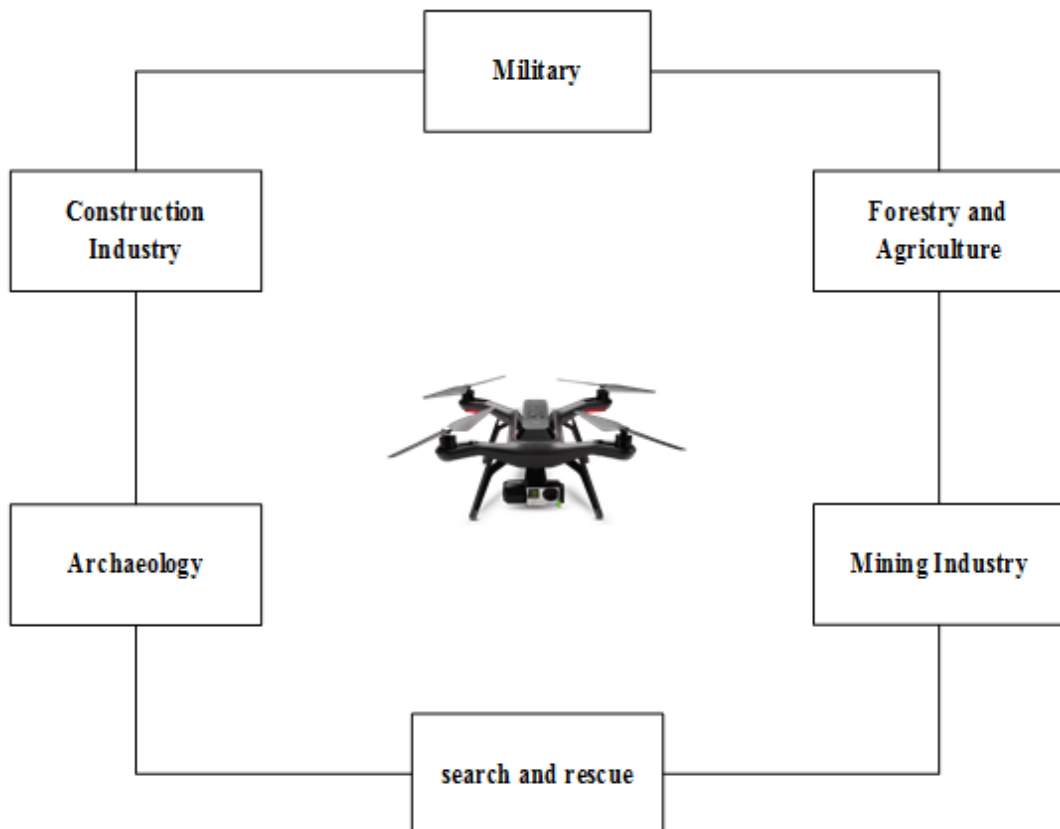 Military
Construction
Industry
Forestry and
Agriculture
Archaeology
Mining Industry
search and rescue